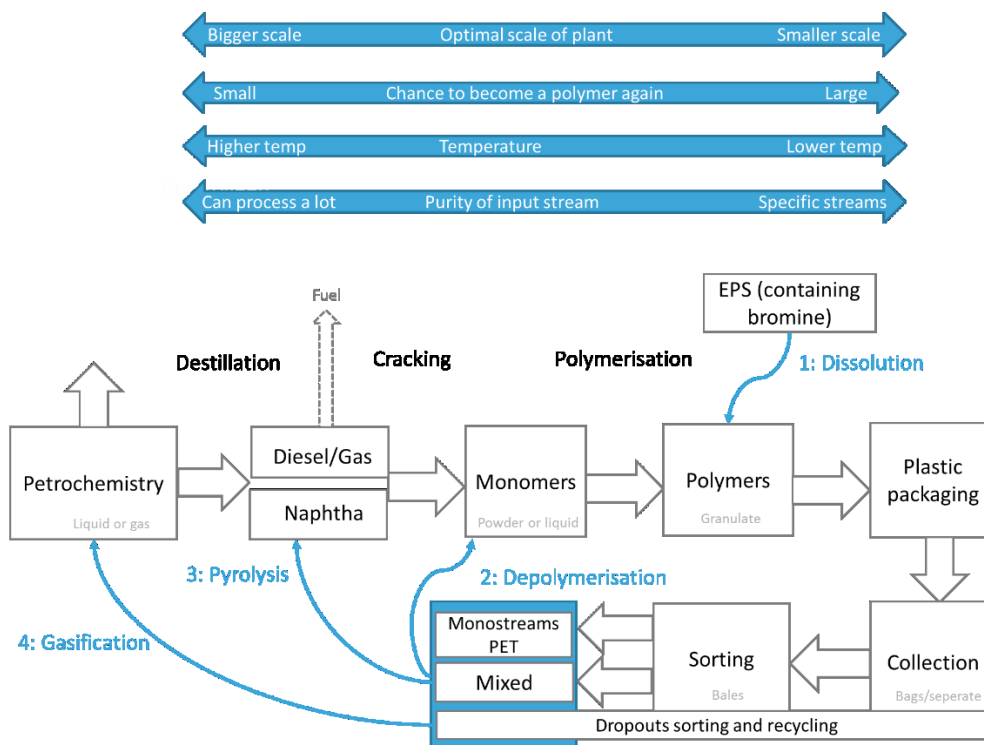 Bigger scale Optimal scale of plant Smaller scale
Small Chance to become a polymer again Large
Higher temp Temperature Lower temp
Can process a lot Purity of input stream Specific streams
EPS (containing
bromine)
Fuel
Destillation Cracking Polymerisation
1: Dissolution
Petrochemistry
Liquid or gas
Diesel/Gas
Naphtha
Monomers
Powder or liquid
Polymers
Granulate
Plastic
packaging
3: Pyrolysis
2: Depolymerisation
4: Gasification
Monostreams
PET
Mixed
Sorting
Bales
Collection
Bags/seperate
Dropouts sorting and recycling